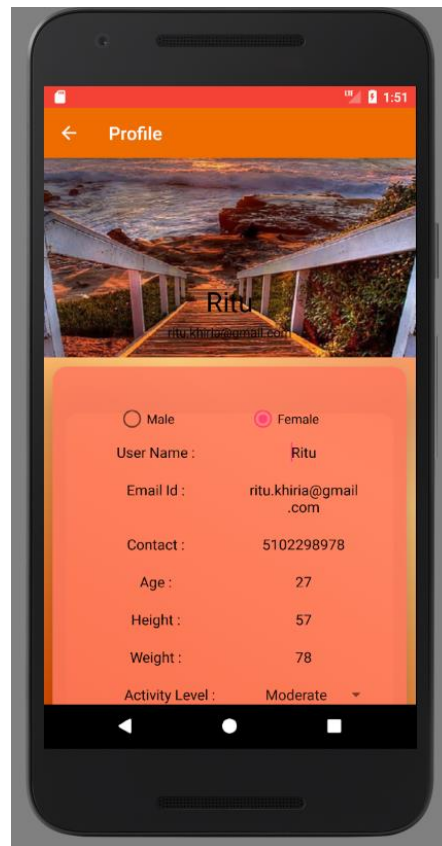 1:51
Profile
Ritu
ritu.khiria@gmail.com
Male Female
User Name : Ritu
Email Id : ritu.khiria@gmail
.com
Contact : 5102298978
Age : 27
Height : 57
Weight : 78
Activity Level : Moderate